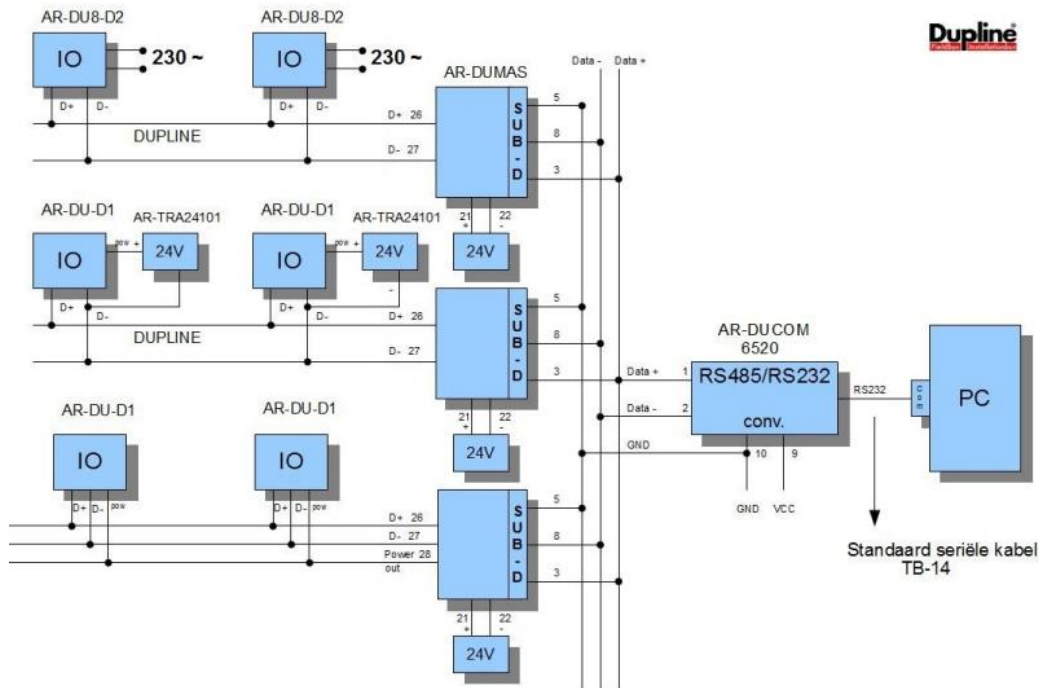 AR-DU8-D2
AR-DU8-D2
Dupline®
IO
230 ~
IO
230 ~
Data -
Data +
AR-DUMAS
D+
D-
D+
D-
D+ 26
DUPLINE
D- 27
SUB-D
5
8
3
21
+
22
-
24V
AR-DU-D1
AR-TRA24101
AR-DU-D1
AR-TRA24101
IO
pow +
24V
IO
pow +
24V
-
D+
D-
D+
D-
D+ 26
DUPLINE
D- 27
SUB-D
5
8
3
21
+
22
-
24V
AR-DUCOM
6520
Data +
1
RS485/RS232
RS232
Com
PC
Data -
2
conv.
GND
10
9
GND
VCC
AR-DU-D1
AR-DU-D1
IO
IO
D+
D-
pow
D+
D-
pow
D+ 26
D- 27
Power 28
out
SUB-D
5
8
3
21
+
22
-
24V
Standaard seriële kabel
TB-14